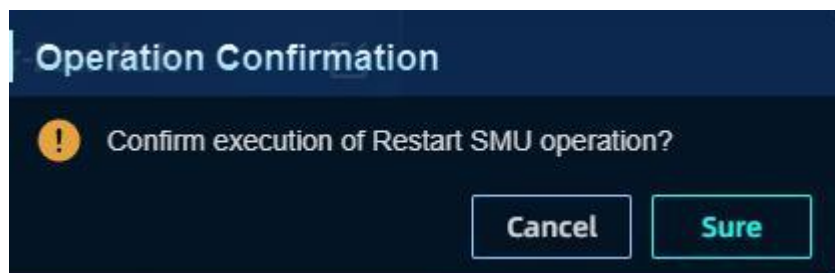 Operation Confirmation
! Confirm execution of Restart SMU operation?
Cancel Sure